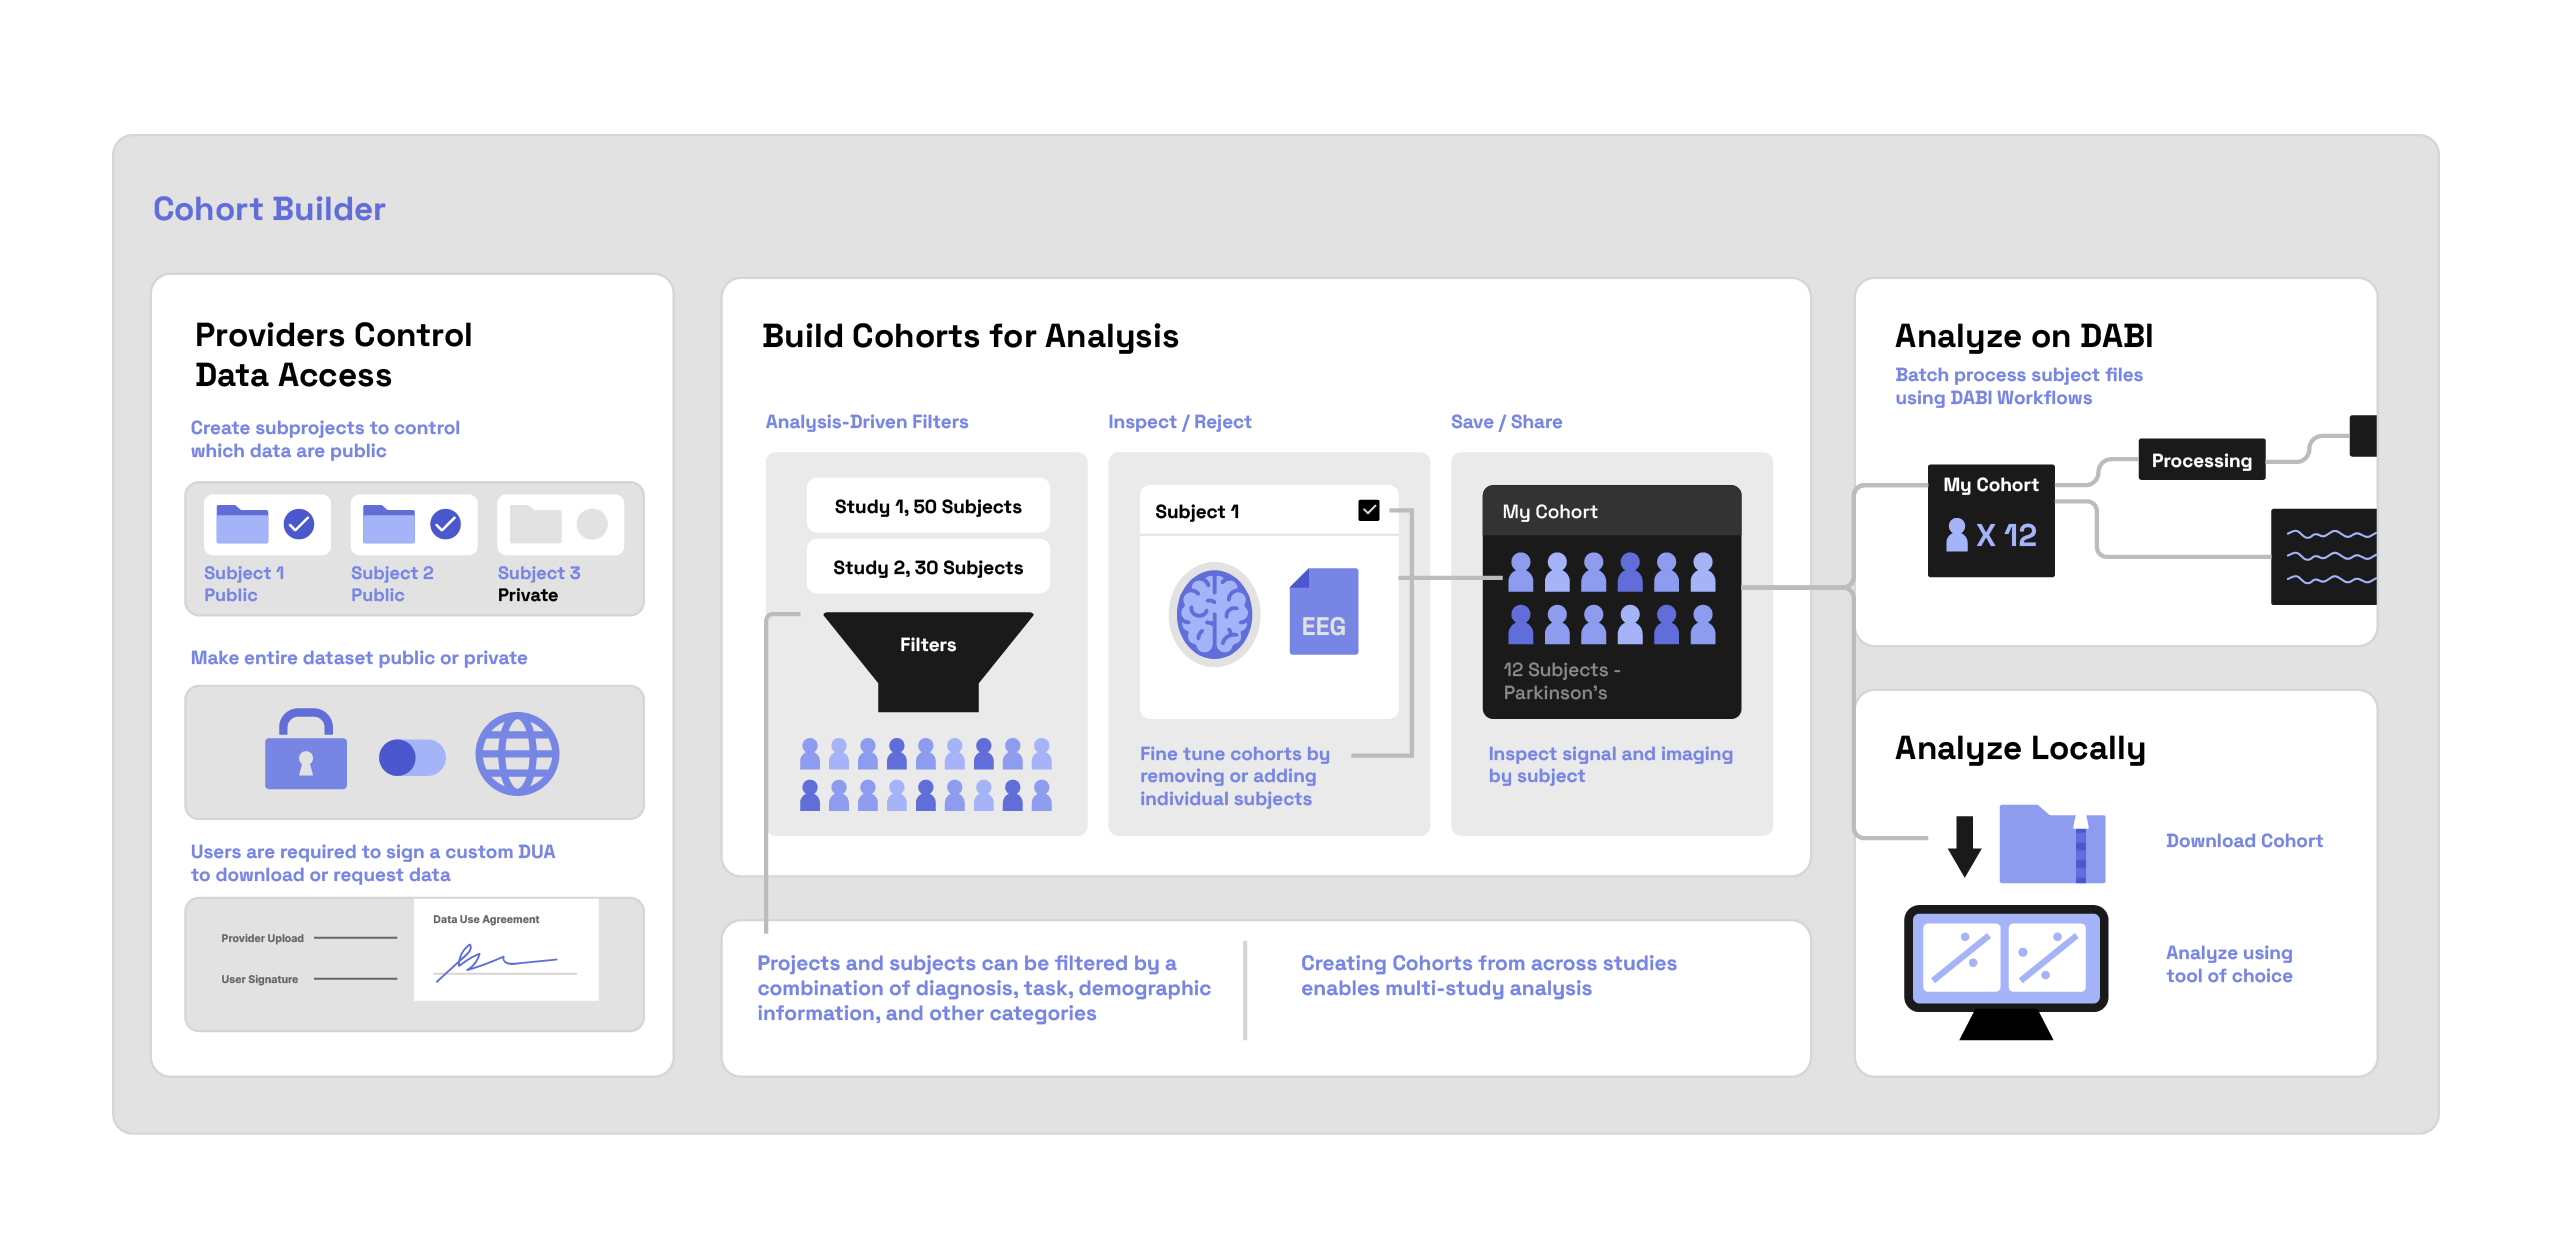 Cohort Builder
Providers Control
Data Access
Create subprojects to control
which data are public
Subject 1
Public
Subject 2
Public
Subject 3
Private
Make entire dataset public or private
Users are required to sign a custom DUA
to download or request data
Provider Upload
User Signature
Data Use Agreement
Build Cohorts for Analysis
Analysis-Driven Filters
Study 1, 50 Subjects
Study 2, 30 Subjects
Filters
Inspect / Reject
Subject 1
EEG
Fine tune cohorts by
removing or adding
individual subjects
Save / Share
My Cohort
12 Subjects -
Parkinson's
Inspect signal and imaging
by subject
Projects and subjects can be filtered by a
combination of diagnosis, task, demographic
information, and other categories
Creating Cohorts from across studies
enables multi-study analysis
Analyze on DABI
Batch process subject files
using DABI Workflows
My Cohort
X 12
Processing
Analyze Locally
Download Cohort
Analyze using
tool of choice